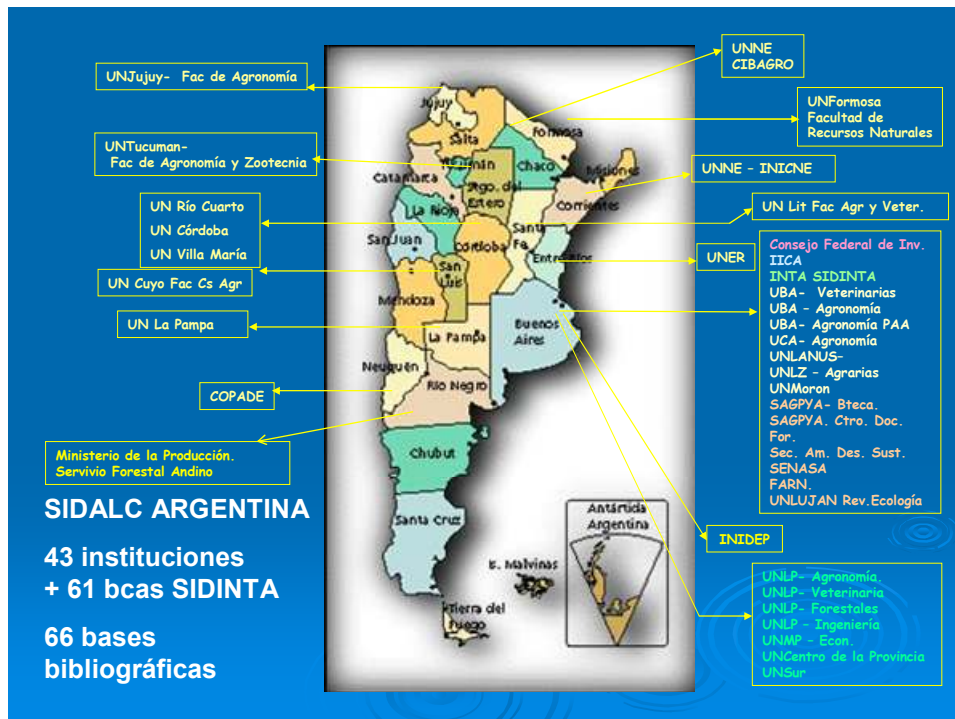 UNJujuy- Fac de Agronomía
UNTucuman-
Fac de Agronomía y Zootecnia
UN Río Cuarto
UN Córdoba
UN Villa María
UN Cuyo Fac Cs Agr
UN La Pampa
COPADE
Ministerio de la Producción.
Servivio Forestal Andino
SIDALC ARGENTINA
43 instituciones
+ 61 bcas SIDINTA
66 bases
bibliográficas
Jujuy
Salta
Formosa
Chaco
Misiones
Catamarca
Stgo. del
Estero
Corrientes
La Rioja
Santa
Fe
San Juan
Córdoba
San
Luis
Mendoza
Buenos
Aires
La Pampa
Neuquén
Río Negro
Chubut
Santa Cruz
Antártida
Argentina
Is. Malvinas
Tierra del
Fuego
UNNE
CIBAGRO
UNFormosa
Facultad de
Recursos Naturales
UNNE - INICNE
UN Lit Fac Agr y Veter.
UNER
Consejo Federal de Inv.
IICA
INTA SIDINTA
UBA- Veterinarias
UBA - Agronomía
UBA- Agronomía PAA
UCA- Agronomía
UNLANUS-
UNLZ - Agrarias
UNMoron
SAGPYA- Bteca.
SAGPYA. Ctro. Doc.
For.
Sec. Am. Des. Sust.
SENASA
FARN.
UNLUJAN Rev.Ecología
INIDEP
UNLP- Agronomía.
UNLP- Veterinaria
UNLP- Forestales
UNLP - Ingeniería
UNMP - Econ.
UNCentro de la Provincia
UNSur